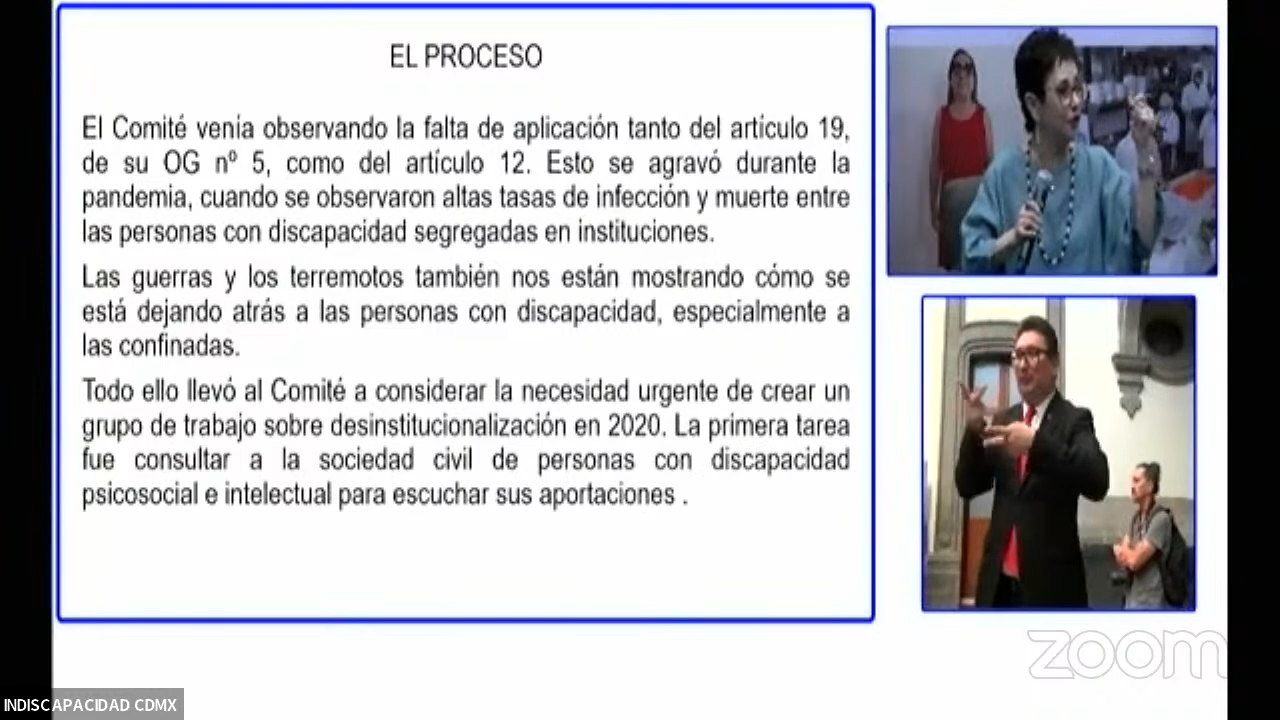 EL PROCESO
El Comité venía observando la falta de aplicación tanto del artículo 19,
de su OG nº 5, como del artículo 12. Esto se agravó durante la
pandemia, cuando se observaron altas tasas de infección y muerte entre
las personas con discapacidad segregadas en instituciones.
Las guerras y los terremotos también nos están mostrando cómo se
está dejando atrás a las personas con discapacidad, especialmente a
las confinadas.
Todo ello llevó al Comité a considerar la necesidad urgente de crear un
grupo de trabajo sobre desinstitucionalización en 2020. La primera tarea
fue consultar a la sociedad civil de personas con discapacidad
psicosocial e intelectual para escuchar sus aportaciones .
zoom
INDISCAPACIDAD CDMX